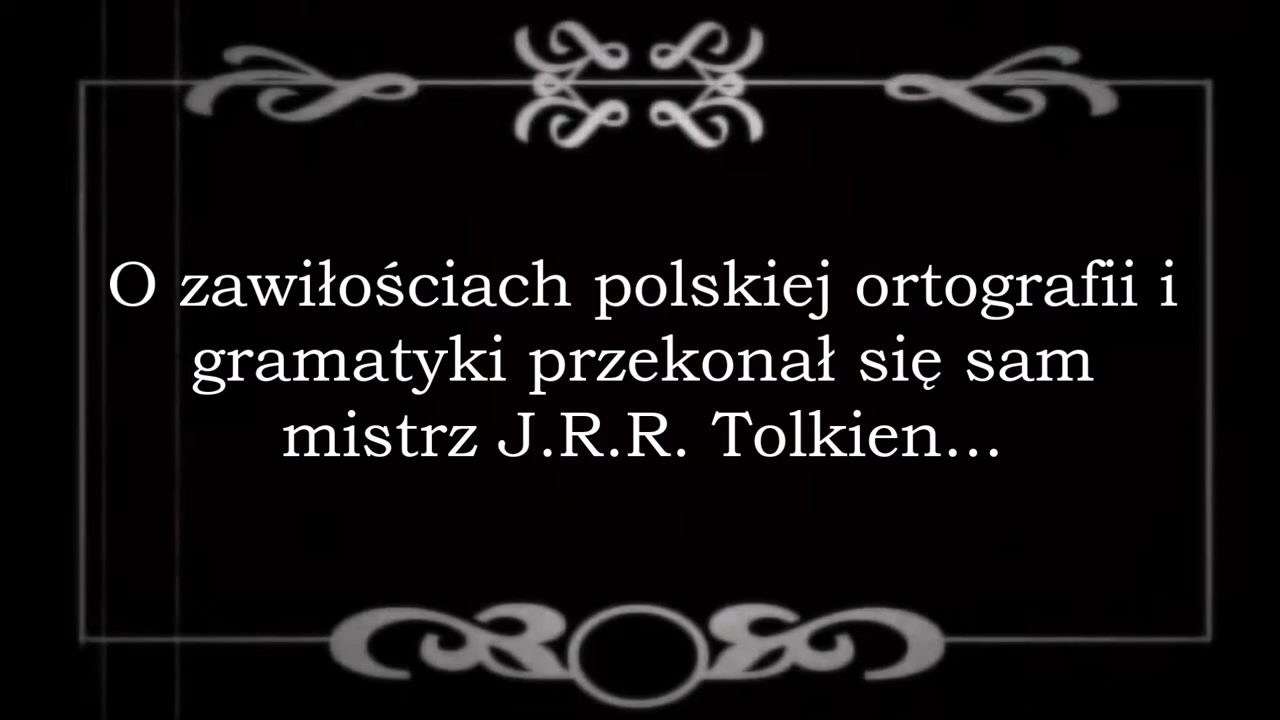 O zawiłościach polskiej ortografii i
gramatyki przekonał się sam
mistrz J.R.R. Tolkien...